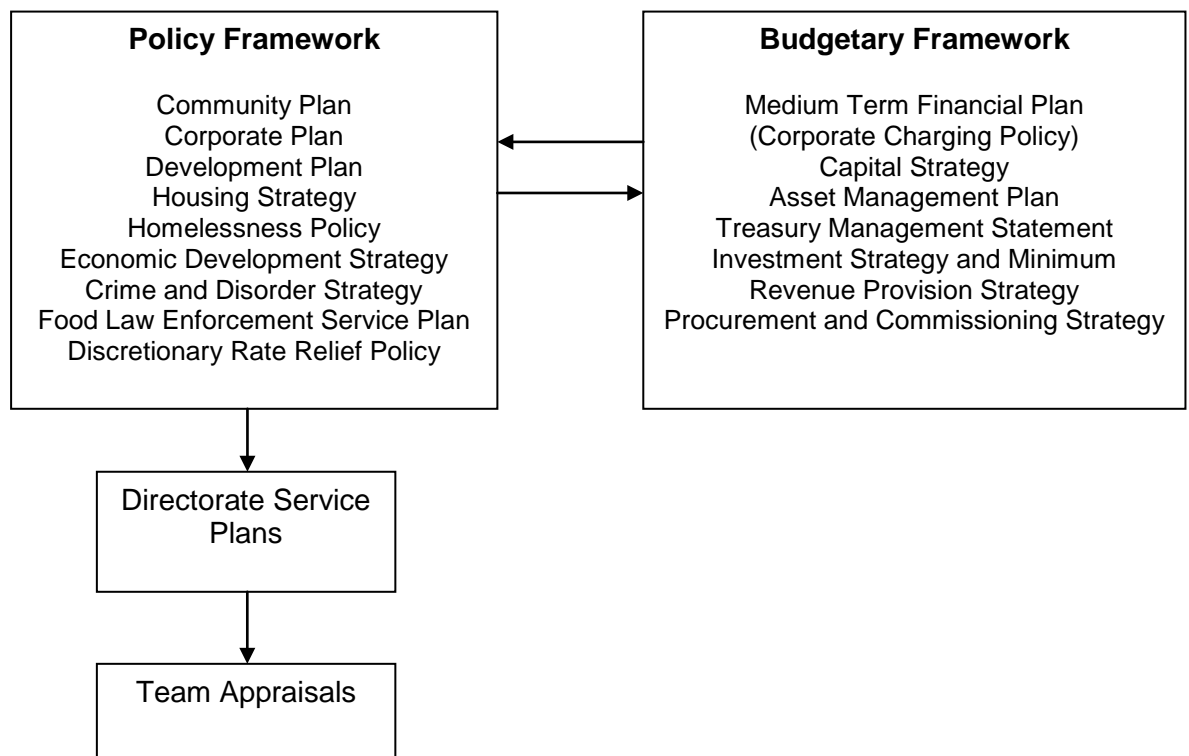 Policy Framework
Community Plan
Corporate Plan
Development Plan
Housing Strategy
Homelessness Policy
Economic Development Strategy
Crime and Disorder Strategy
Food Law Enforcement Service Plan
Discretionary Rate Relief Policy
Budgetary Framework
Medium Term Financial Plan
(Corporate Charging Policy)
Capital Strategy
Asset Management Plan
Treasury Management Statement
Investment Strategy and Minimum
Revenue Provision Strategy
Procurement and Commissioning Strategy
Directorate Service
Plans
Team Appraisals